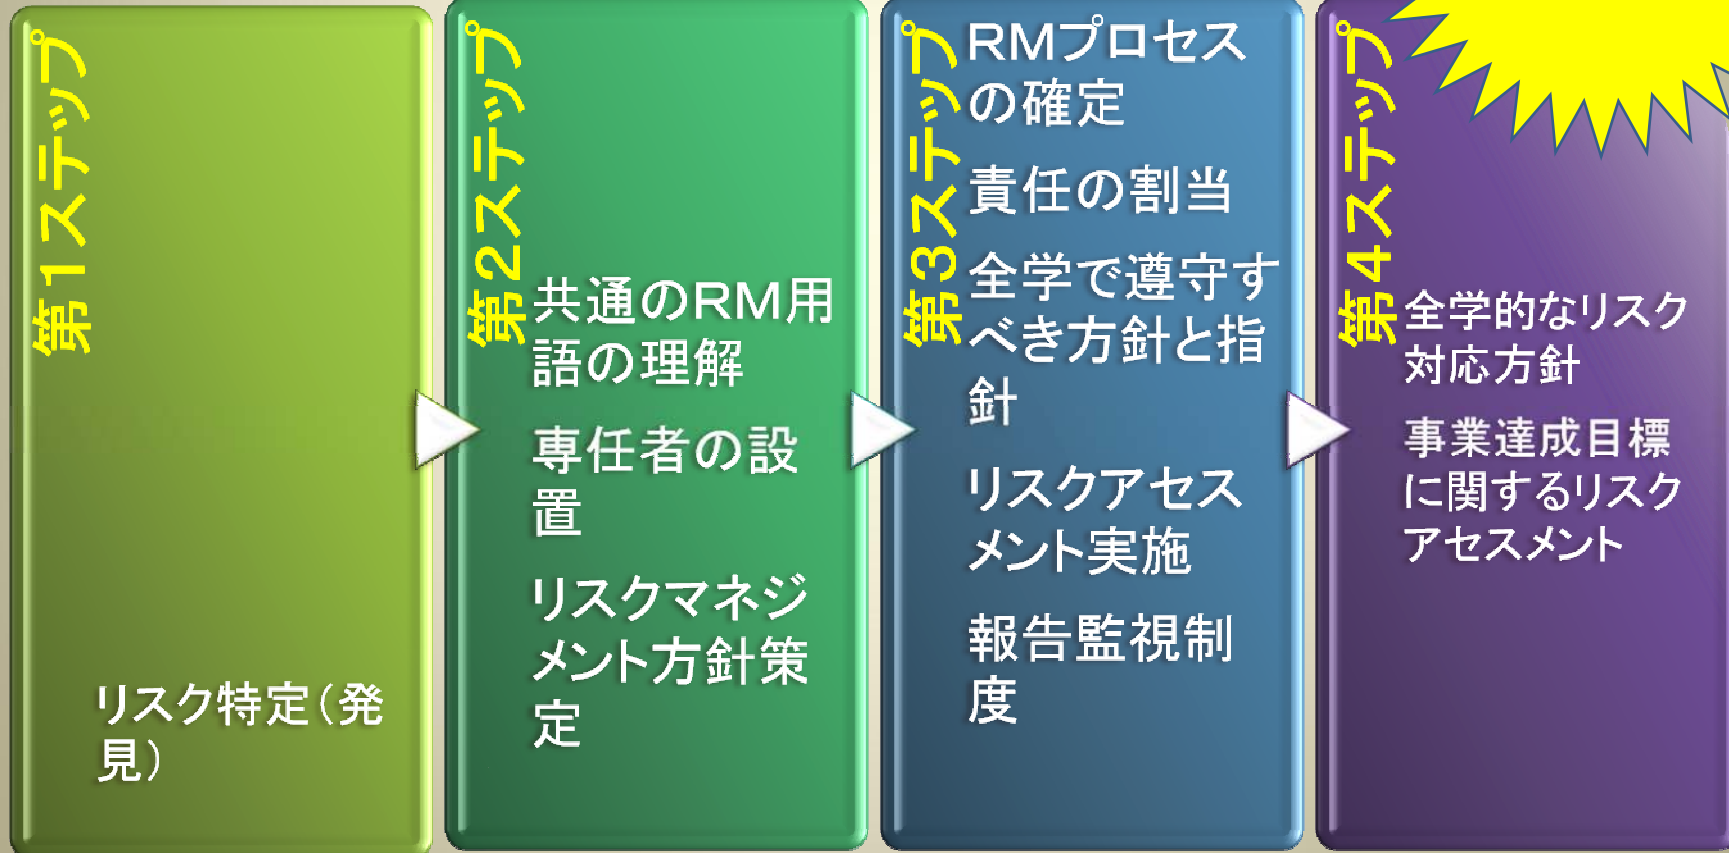 第1ステップ
リスク特定（発
見）
第2ステップ
共通のRM用
語の理解
専任者の設
置
リスクマネジ
メント方針策
定
第3ステップ
RMプロセス
の確定
責任の割当
全学で遵守す
べき方針と指
針
リスクアセス
メント実施
報告監視制
度
第4ステップ
全学的なリスク
対応方針
事業達成目標
に関するリスク
アセスメント